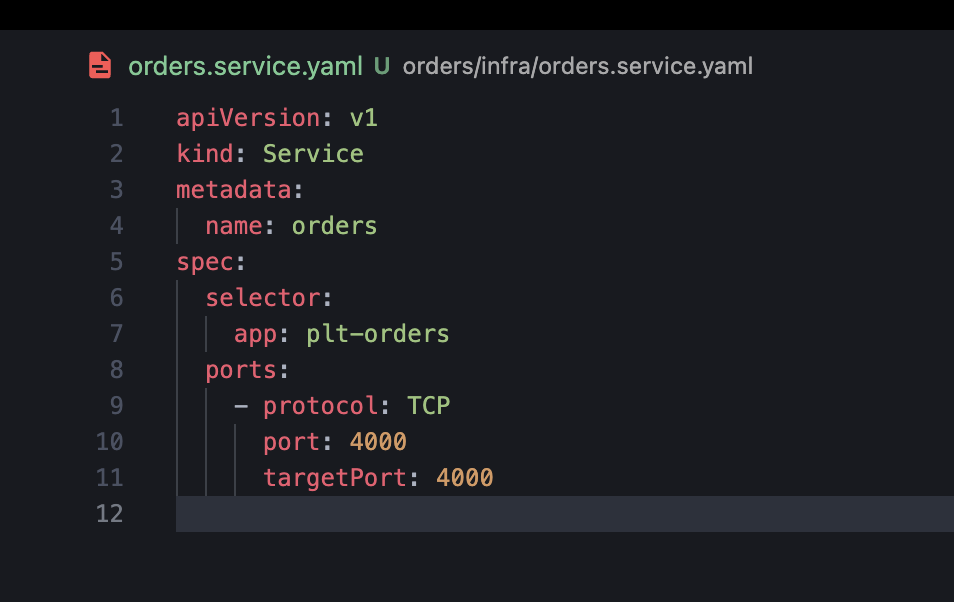 orders.service.yaml U orders/infra/orders.service.yaml
1 apiVersion: v1
2 kind: Service
3 metadata:
4   name: orders
5 spec:
6   selector:
7     app: plt-orders
8   ports:
9     - protocol: TCP
10       port: 4000
11       targetPort: 4000
12